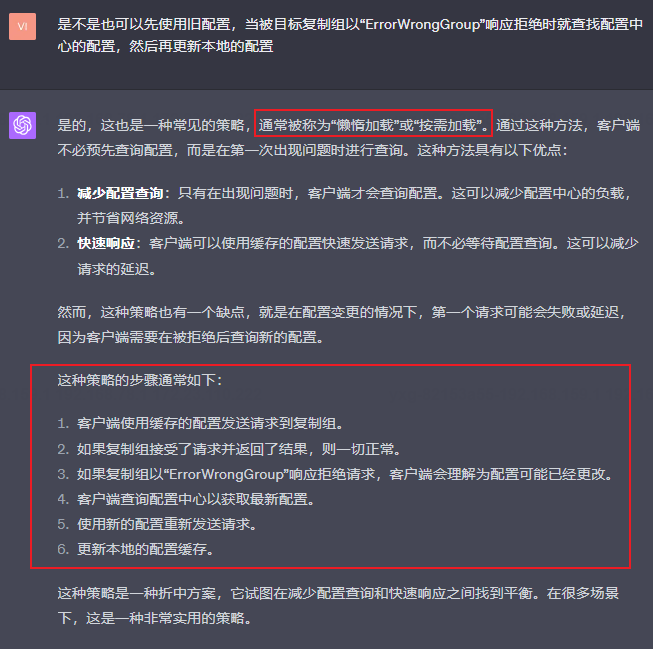 VI
是不是也可以先使用旧配置，当被目标复制组以“ErrorWrongGroup”响应拒绝时就查找配置中
心的配置，然后再更新本地的配置
是的，这也是一种常见的策略，通常被称为“懒惰加载”或“按需加载”。通过这种方法，客户端
不必预先查询配置，而是在第一次出现问题时进行查询。这种方法具有以下优点：
1. 减少配置查询：只有在出现问题时，客户端才会查询配置。这可以减少配置中心的负载，
并节省网络资源。
2. 快速响应：客户端可以使用缓存的配置快速发送请求，而不必等待配置查询。这可以减少
请求的延迟。
然而，这种策略也有一个缺点，就是在配置变更的情况下，第一个请求可能会失败或延迟，
因为客户端需要在被拒绝后查询新的配置。
这种策略的步骤通常如下：
1. 客户端使用缓存的配置发送请求到复制组。
2. 如果复制组接受了请求并返回了结果，则一切正常。
3. 如果复制组以“ErrorWrongGroup”响应拒绝请求，客户端会理解为配置可能已经更改。
4. 客户端查询配置中心以获取最新配置。
5. 使用新的配置重新发送请求。
6. 更新本地的配置缓存。
这种策略是一种折中方案，它试图在减少配置查询和快速响应之间找到平衡。在很多场景
下，这是一种非常实用的策略。